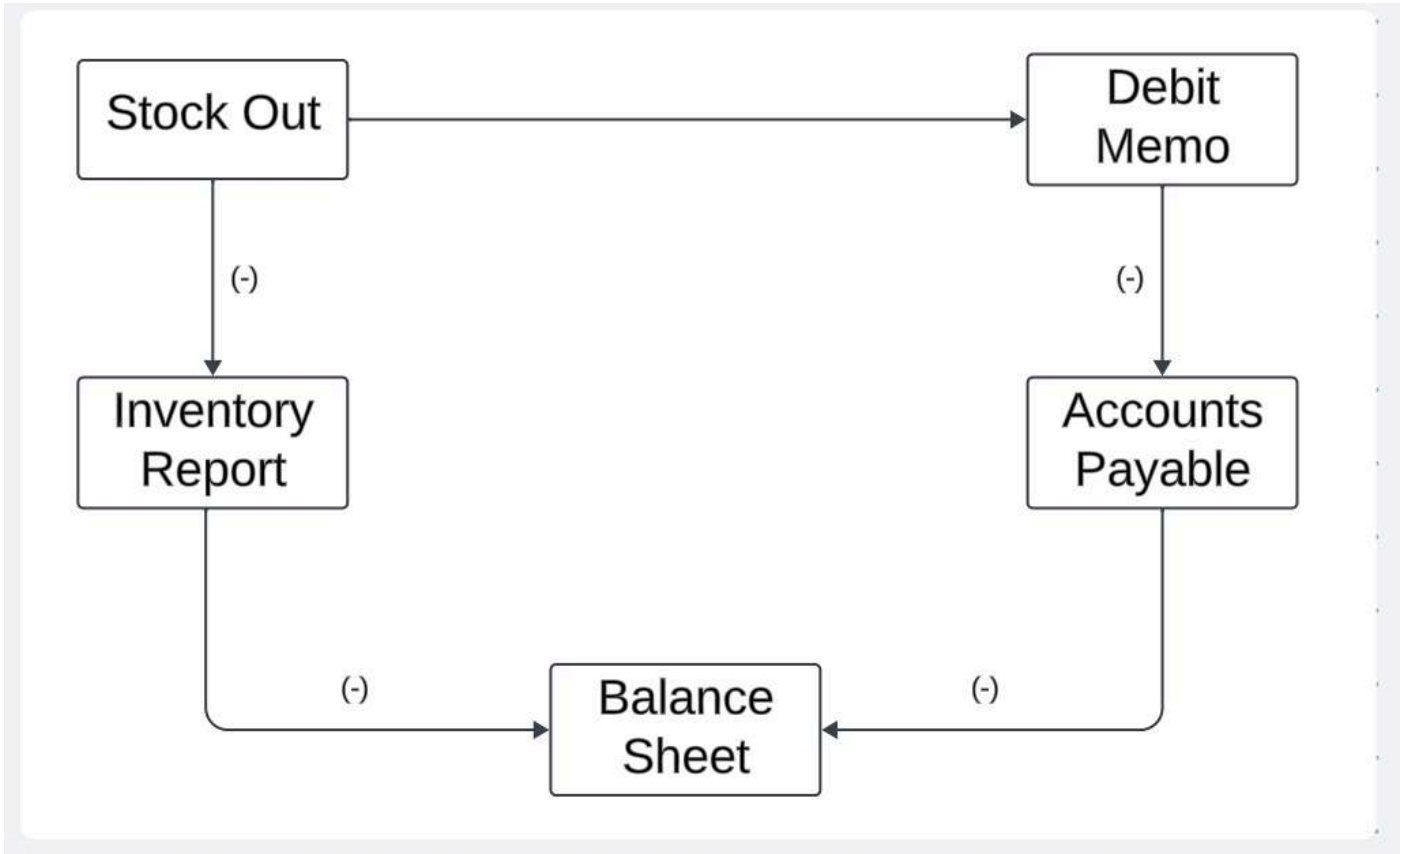 Stock Out
Debit
Memo
(-)
(-)
Inventory
Report
Accounts
Payable
(-)
(-)
Balance
Sheet